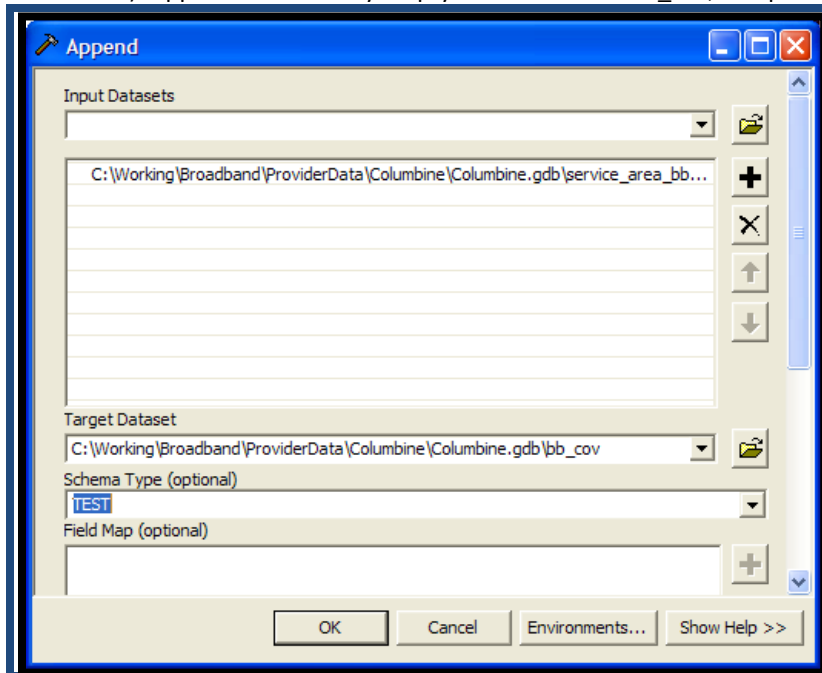 Append
Input Datasets
C:\Working\Broadband\ProviderData\Columbine\Columbine.gdb\service_area_bb...
Target Dataset
C:\Working\Broadband\ProviderData\Columbine\Columbine.gdb\bb_cov
Schema Type (optional)
TEST
Field Map (optional)
OK Cancel Environments... Show Help >>